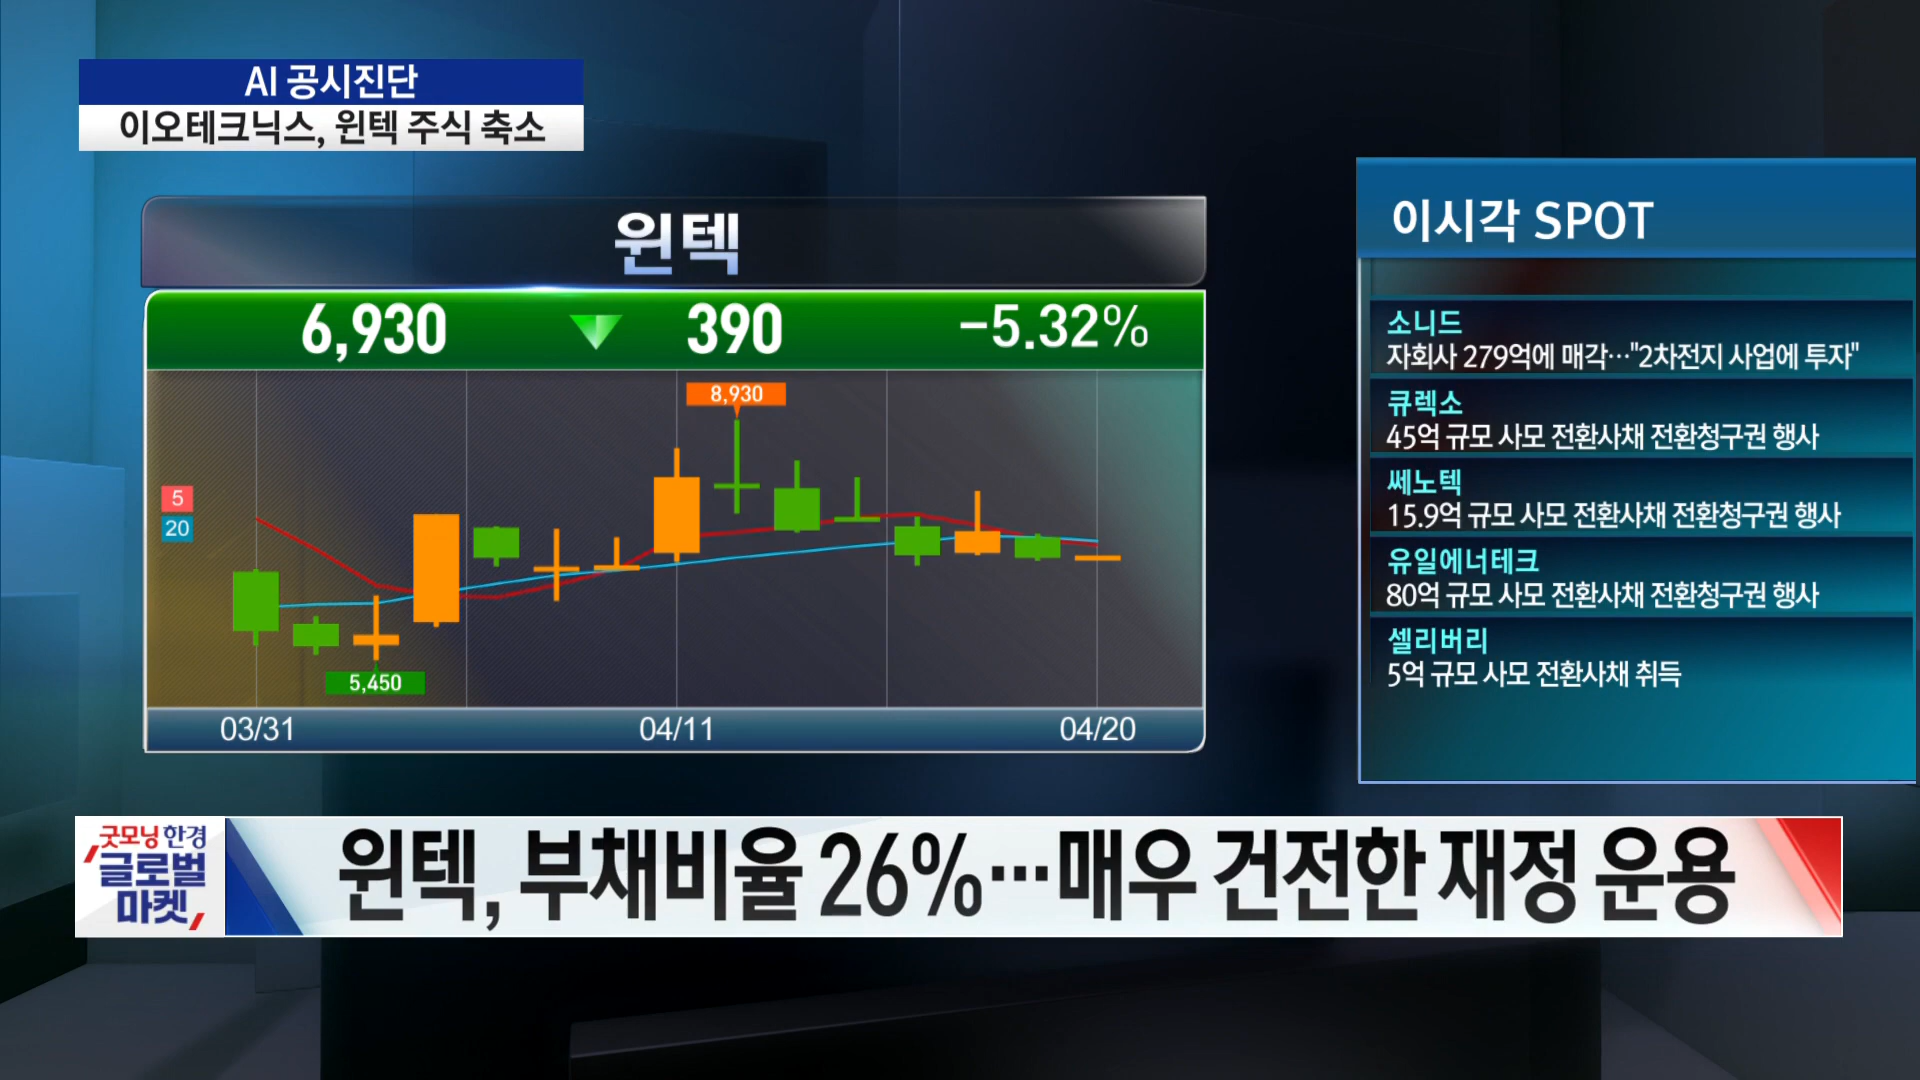 AI 공시진단
이오테크닉스, 윈텍 주식 축소
윈텍
6,930 ▼ 390 -5.32%
8,930
5
20
5,450
03/31 04/11 04/20
이시각 SPOT
소니드
자회사 279억에 매각…"2차전지 사업에 투자"
큐렉소
45억 규모 사모 전환사채 전환청구권 행사
쎄노텍
15.9억 규모 사모 전환사채 전환청구권 행사
유일에너테크
80억 규모 사모 전환사채 전환청구권 행사
셀리버리
5억 규모 사모 전환사채 취득
굿모닝 한경
글로벌
마켓
윈텍, 부채비율 26%…매우 건전한 재정 운용